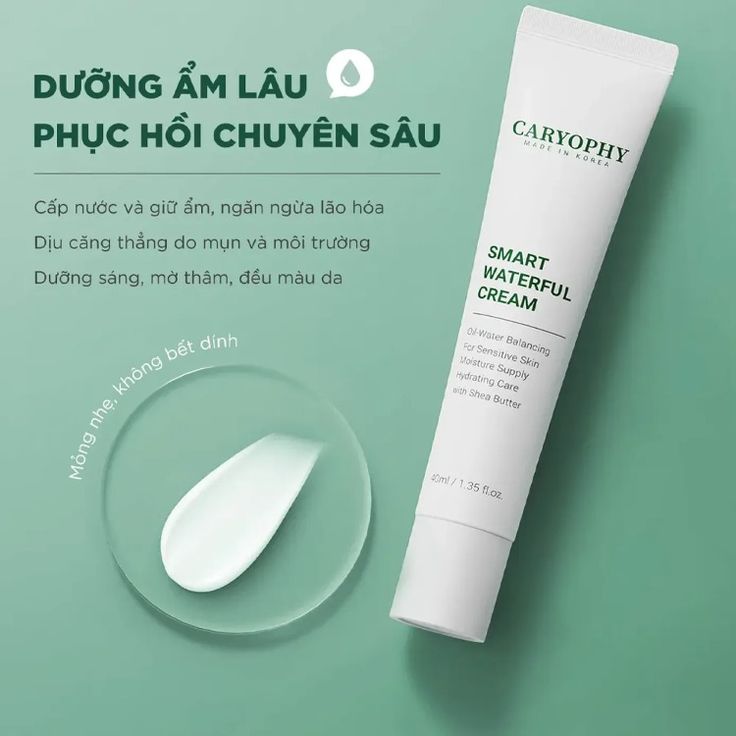 DƯỠNG ẨM LÂU
PHỤC HỒI CHUYÊN SÂU
Cấp nước và giữ ẩm, ngăn ngừa lão hóa
Dịu căng thẳng do mụn và môi trường
Dưỡng sáng, mờ thâm, đều màu da
Mỏng nhẹ, không bết dính
CARYOPHY
MADE IN KOREA
SMART
WATERFUL
CREAM
Oil-Water Balancing
For Sensitive Skin
Moisture Supply
Hydrating Care
with Shea Butter
40ml / 1.35 fl.oz.